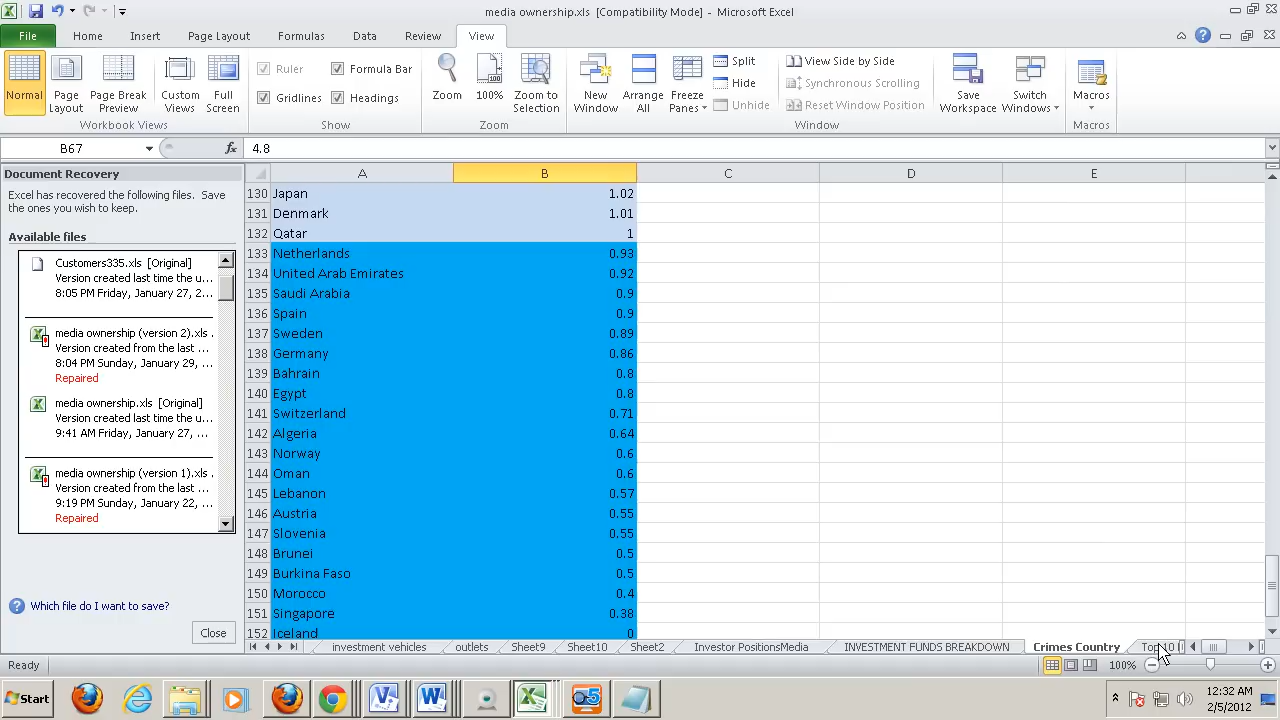 media ownership.xls [Compatibility Mode] - Microsoft Excel
File Home Insert Page Layout Formulas Data Review View
Normal
Page Layout
Page Break Preview
Custom Views
Full Screen
Workbook Views
Ruler
Formula Bar
Gridlines
Headings
Show
Zoom
100%
Zoom to Selection
Zoom
New Window
Arrange All
Freeze Panes
Split
Hide
Unhide
View Side by Side
Synchronous Scrolling
Reset Window Position
Window
Save Workspace
Switch Windows
Macros
Macros
B67
fx 4.8
Document Recovery
Excel has recovered the following files. Save
the ones you wish to keep.
Available files
Customers335.xls [Original]
Version created last time the u...
8:05 PM Friday, January 27, 2...
media ownership (version 2).xls .
Version created from the last ...
8:04 PM Sunday, January 29, ...
Repaired
media ownership.xls [Original]
Version created last time the u...
9:41 AM Friday, January 27, ...
media ownership (version 1).xls .
Version created from the last ...
9:19 PM Sunday, January 22, ...
Repaired
Which file do I want to save?
Close
A B C D E
130 Japan 1.02
131 Denmark 1.01
132 Qatar 1
133 Netherlands 0.93
134 United Arab Emirates 0.92
135 Saudi Arabia 0.9
136 Spain 0.9
137 Sweden 0.89
138 Germany 0.86
139 Bahrain 0.8
140 Egypt 0.8
141 Switzerland 0.71
142 Algeria 0.64
143 Norway 0.6
144 Oman 0.6
145 Lebanon 0.57
146 Austria 0.55
147 Slovenia 0.55
148 Brunei 0.5
149 Burkina Faso 0.5
150 Morocco 0.4
151 Singapore 0.38
152 Iceland 0
investment vehicles outlets Sheet9 Sheet10 Sheet2 Investor PositionsMedia INVESTMENT FUNDS BREAKDOWN Crimes Country
Ready
100%
Start
12:32 AM
2/5/2012